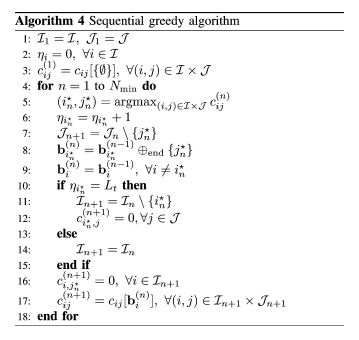 Algorithm 4 Sequential greedy algorithm
1: $\mathcal{I}_1 = \mathcal{I},\ \mathcal{J}_1 = \mathcal{J}$
2: $\eta_i = 0,\ \forall i \in \mathcal{I}$
3: $c_{ij}^{(1)} = c_{ij}[\{\emptyset\}],\ \forall (i,j) \in \mathcal{I} \times \mathcal{J}$
4: for $n = 1$ to $N_{\min}$ do
5: $(i_n^\star, j_n^\star) = \text{argmax}_{(i,j) \in \mathcal{I} \times \mathcal{J}}\ c_{ij}^{(n)}$
6: $\eta_{i_n^\star} = \eta_{i_n^\star} + 1$
7: $\mathcal{J}_{n+1} = \mathcal{J}_n \setminus \{j_n^\star\}$
8: $\mathbf{b}_{i_n^\star}^{(n)} = \mathbf{b}_{i_n^\star}^{(n-1)} \oplus_{\text{end}} \{j_n^\star\}$
9: $\mathbf{b}_i^{(n)} = \mathbf{b}_i^{(n-1)},\ \forall i \neq i_n^\star$
10: if $\eta_{i_n^\star} = L_t$ then
11: $\mathcal{I}_{n+1} = \mathcal{I}_n \setminus \{i_n^\star\}$
12: $c_{i_n^\star, j}^{(n+1)} = 0, \forall j \in \mathcal{J}$
13: else
14: $\mathcal{I}_{n+1} = \mathcal{I}_n$
15: end if
16: $c_{i, j_n^\star}^{(n+1)} = 0,\ \forall i \in \mathcal{I}_{n+1}$
17: $c_{ij}^{(n+1)} = c_{ij}[\mathbf{b}_i^{(n)}],\ \forall (i,j) \in \mathcal{I}_{n+1} \times \mathcal{J}_{n+1}$
18: end for